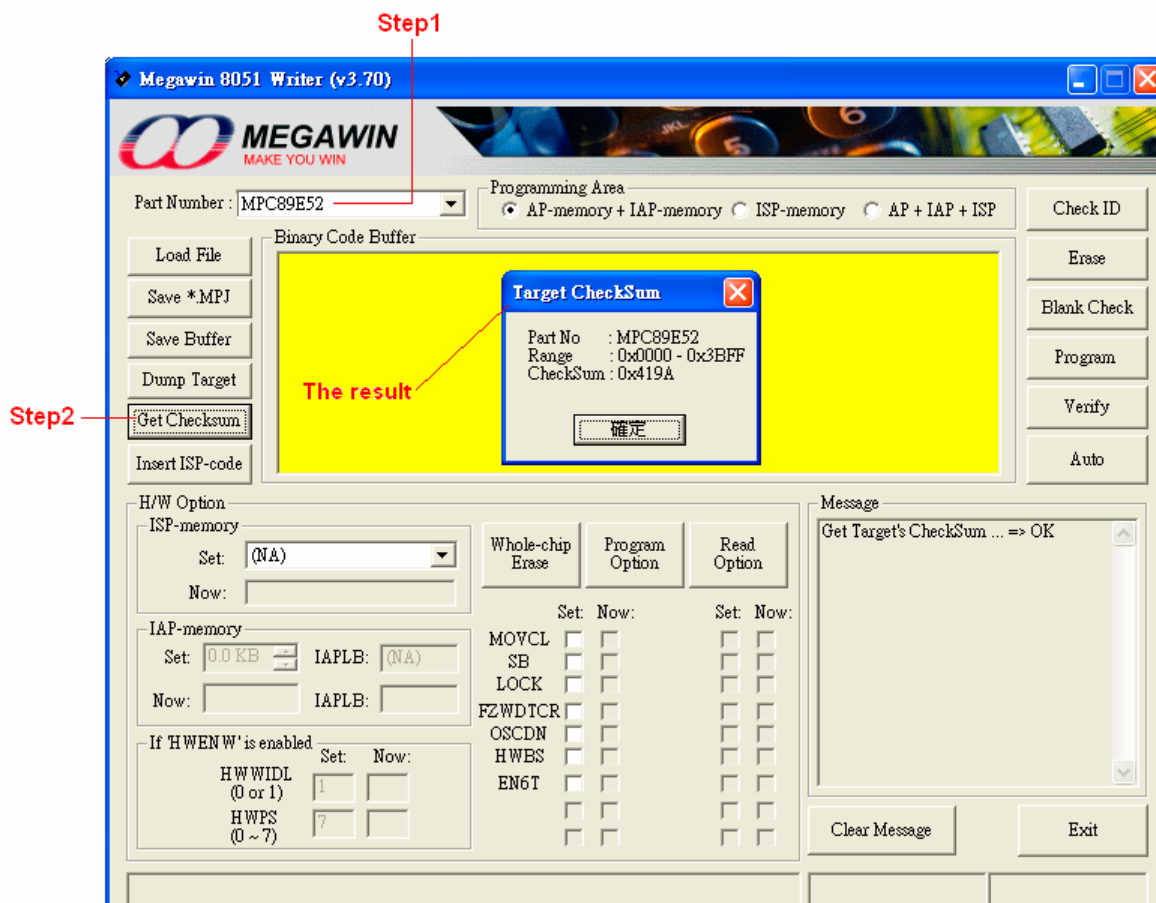 Step1
Megawin 8051 Writer (v3.70)
MEGAWIN
MAKE YOU WIN
JKL
5
6
Part Number : MPC89E52
Programming Area
AP-memory + IAP-memory ISP-memory AP + IAP + ISP
Check ID
Load File
Save *.MPJ
Save Buffer
Dump Target
Step2
Get Checksum
Insert ISP-code
Binary Code Buffer
Target CheckSum
Part No : MPC89E52
Range : 0x0000 - 0x3BFF
CheckSum : 0x419A
確定
The result
Erase
Blank Check
Program
Verify
Auto
H/W Option
ISP-memory
Set: (NA)
Now:
IAP-memory
Set: 0.0 KB IAPLB: (NA)
Now: IAPLB:
If 'HWENW' is enabled
Set: Now:
HWWIDL
(0 or 1) 1
HWPS
(0 ~ 7) 7
Whole-chip
Erase
Program
Option
Read
Option
Set: Now: Set: Now:
MOVCL
SB
LOCK
FZWDTCR
OSCDN
HWBS
EN6T
Message
Get Target's CheckSum ... => OK
Clear Message
Exit